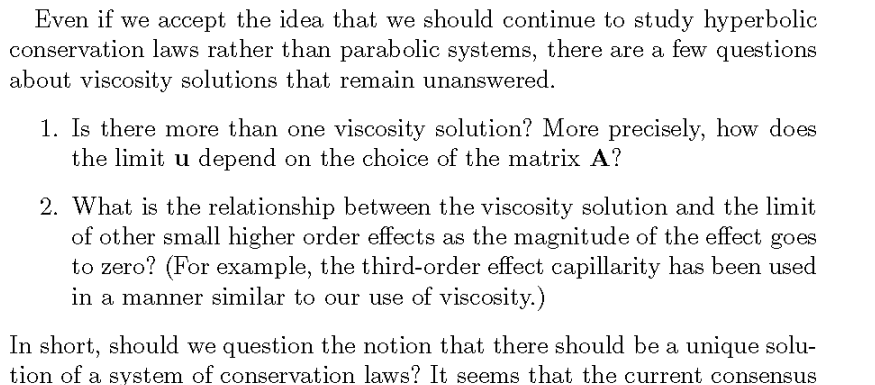 Even if we accept the idea that we should continue to study hyperbolic
conservation laws rather than parabolic systems, there are a few questions
about viscosity solutions that remain unanswered.
1. Is there more than one viscosity solution? More precisely, how does
the limit u depend on the choice of the matrix A?
2. What is the relationship between the viscosity solution and the limit
of other small higher order effects as the magnitude of the effect goes
to zero? (For example, the third-order effect capillarity has been used
in a manner similar to our use of viscosity.)
In short, should we question the notion that there should be a unique solu-
tion of a system of conservation laws? It seems that the current consensus